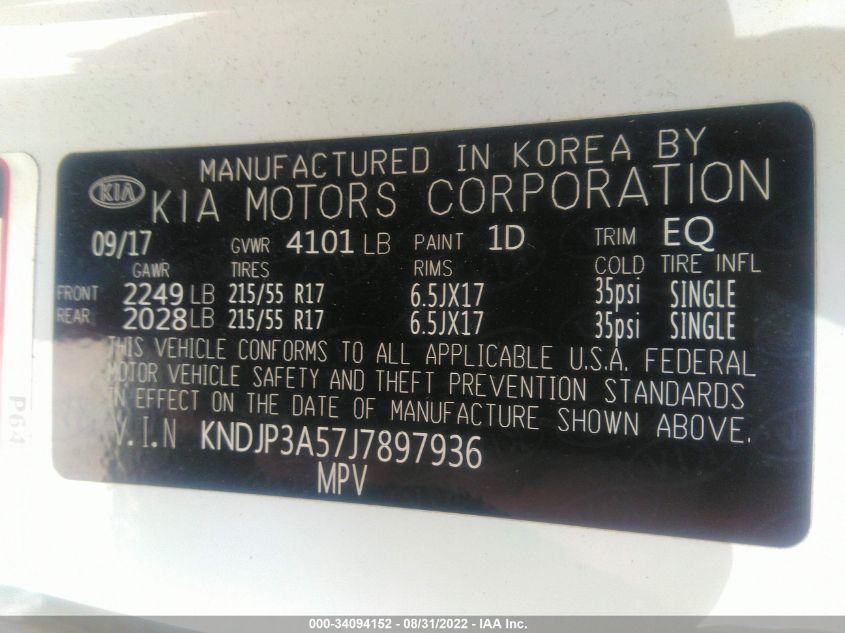 MANUFACTURED IN KOREA BY
KIA KIA MOTORS CORPORATION
09/17 GVWR 4101 LB PAINT 1D TRIM EQ
GAWR TIRES RIMS COLD TIRE INFL
FRONT 2249 LB 215/55 R17 6.5JX17 35psi SINGLE
REAR 2028 LB 215/55 R17 6.5JX17 35psi SINGLE
THIS VEHICLE CONFORMS TO ALL APPLICABLE U.S.A. FEDERAL
MOTOR VEHICLE SAFETY AND THEFT PREVENTION STANDARDS
IN EFFECT ON THE DATE OF MANUFACTURE SHOWN ABOVE.
V.I.N KNDJP3A57J7897936
MPV
P64
000-34094152 - 08/31/2022 - IAA Inc.